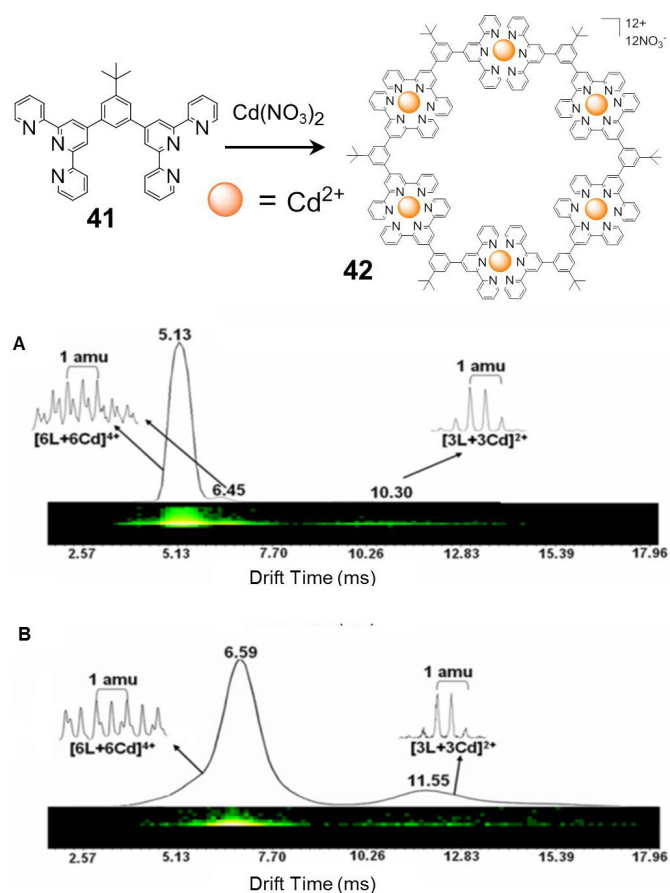 12+
12NO₃⁻
Cd(NO₃)₂
= Cd²⁺
41
42
A
5.13
1 amu
1 amu
[6L+6Cd]⁴⁺
[3L+3Cd]²⁺
6.45
10.30
2.57 5.13 7.70 10.26 12.83 15.39 17.96
Drift Time (ms)
B
6.59
1 amu
1 amu
[6L+6Cd]⁴⁺
[3L+3Cd]²⁺
11.55
2.57 5.13 7.70 10.26 12.83 15.39 17.96
Drift Time (ms)